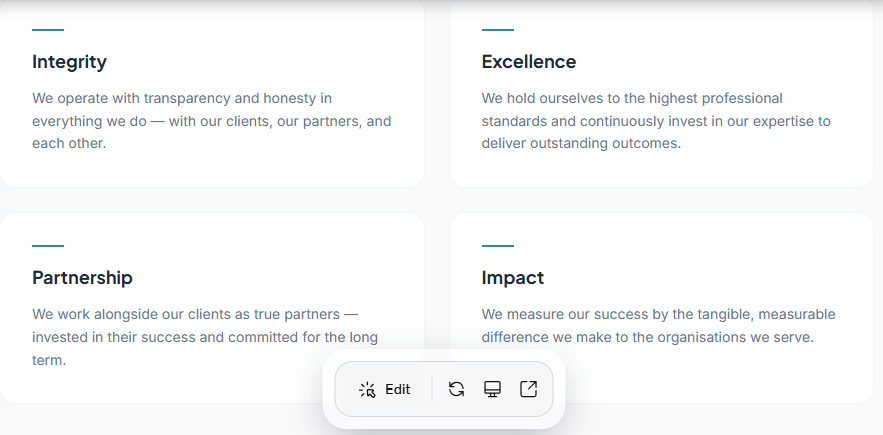 Integrity
We operate with transparency and honesty in
everything we do — with our clients, our partners, and
each other.
Excellence
We hold ourselves to the highest professional
standards and continuously invest in our expertise to
deliver outstanding outcomes.
Partnership
We work alongside our clients as true partners —
invested in their success and committed for the long
term.
Impact
We measure our success by the tangible, measurable
difference we make to the organisations we serve.
Edit